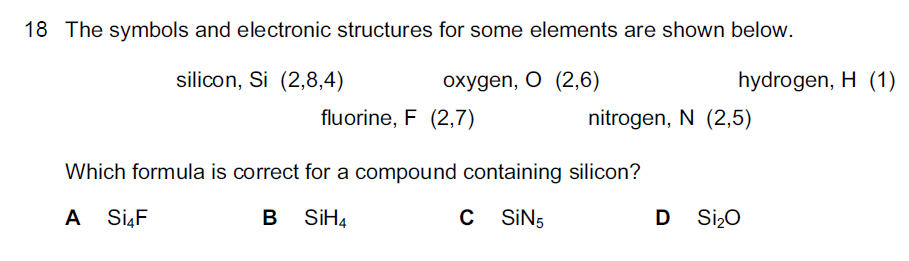 18 The symbols and electronic structures for some elements are shown below.
silicon, Si (2,8,4) oxygen, O (2,6) hydrogen, H (1)
fluorine, F (2,7) nitrogen, N (2,5)
Which formula is correct for a compound containing silicon?
A Si₄F B SiH₄ C SiN₅ D Si₂O